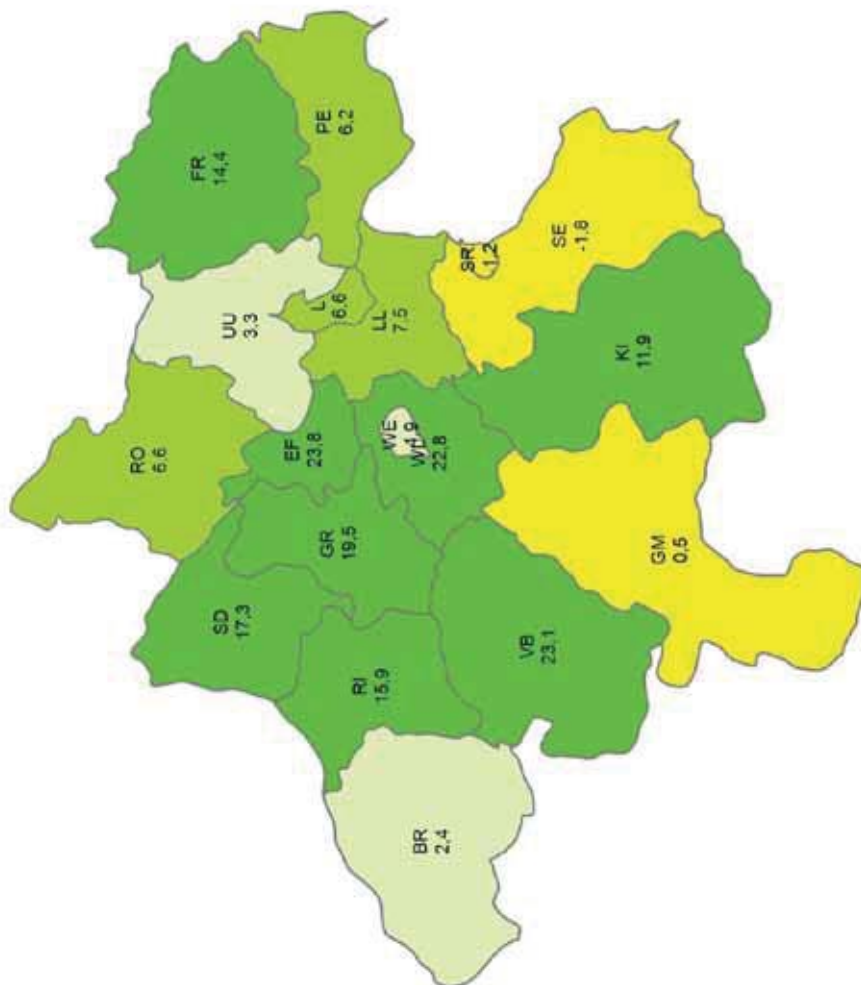 RO
6,6
FR
14,4
SD
17,3
UU
3,3
EF
23,8
L
6,6
PE
6,2
GR
19,5
RI
15,9
LL
7,5
WE
4,9
22,8
BR
2,4
SR
1,2
VB
23,1
SE
-1,8
KI
11,9
GM
0,5